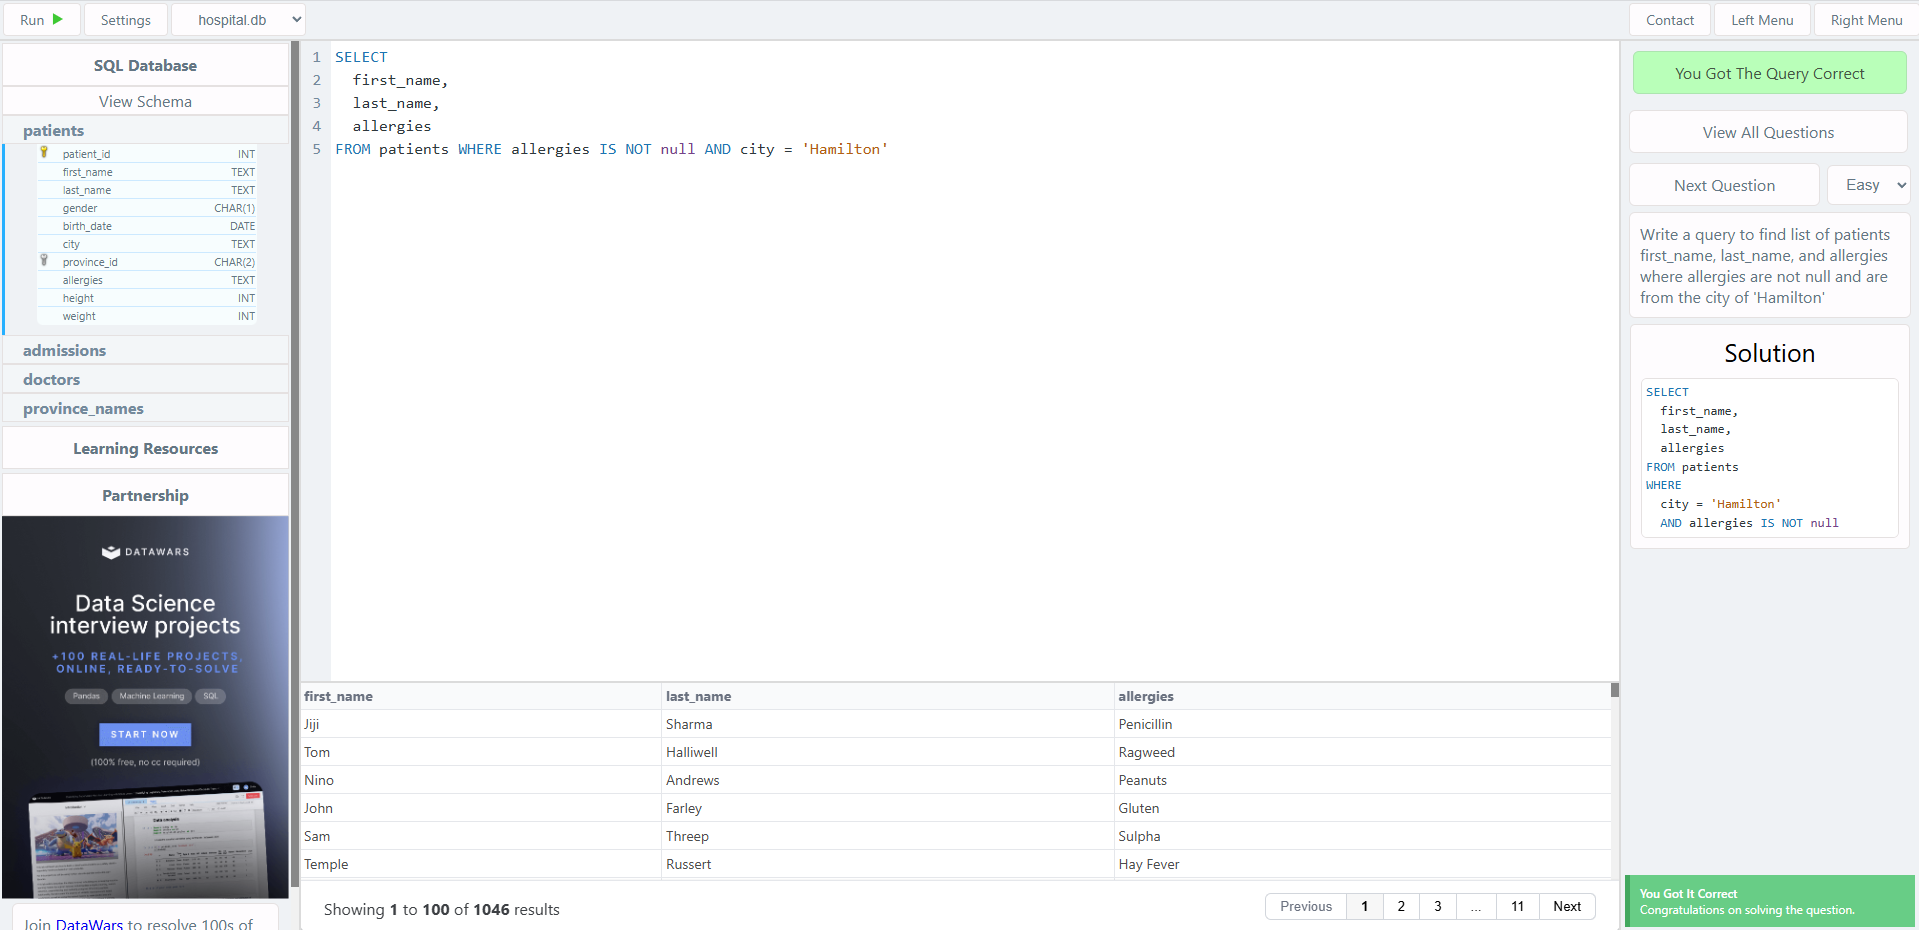 Run
Settings
hospital.db
Contact
Left Menu
Right Menu
SQL Database
View Schema
patients
patient_id INT
first_name TEXT
last_name TEXT
gender CHAR(1)
birth_date DATE
city TEXT
province_id CHAR(2)
allergies TEXT
height INT
weight INT
admissions
doctors
province_names
Learning Resources
Partnership
DATAWARS
Data Science
interview projects
+100 REAL-LIFE PROJECTS,
ONLINE, READY-TO-SOLVE
Pandas Machine Learning SQL
START NOW
(100% free, no cc required)
Join DataWars to resolve 100s of
1 SELECT
2 first_name,
3 last_name,
4 allergies
5 FROM patients WHERE allergies IS NOT null AND city = 'Hamilton'
first_name last_name allergies
Jiji Sharma Penicillin
Tom Halliwell Ragweed
Nino Andrews Peanuts
John Farley Gluten
Sam Threep Sulpha
Temple Russert Hay Fever
Showing 1 to 100 of 1046 results
Previous 1 2 3 ... 11 Next
You Got The Query Correct
View All Questions
Next Question
Easy
Write a query to find list of patients
first_name, last_name, and allergies
where allergies are not null and are
from the city of 'Hamilton'
Solution
SELECT
first_name,
last_name,
allergies
FROM patients
WHERE
city = 'Hamilton'
AND allergies IS NOT null
You Got It Correct
Congratulations on solving the question.